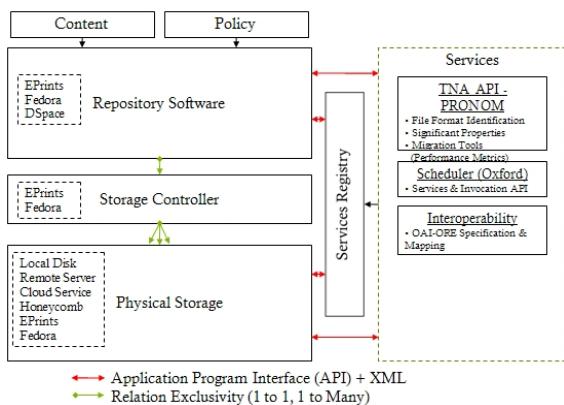 Content
Policy
EPrints
Fedora
DSpace
Repository Software
EPrints
Fedora
Storage Controller
Local Disk
Remote Server
Cloud Service
Honeycomb
EPrints
Fedora
Physical Storage
Services Registry
Services
TNA API -
PRONOM
• File Format Identification
• Significant Properties
• Migration Tools
(Performance Metrics)
Scheduler (Oxford)
• Services & Invocation API
Interoperability
• OAI-ORE Specification &
Mapping
Application Program Interface (API) + XML
Relation Exclusivity (1 to 1, 1 to Many)